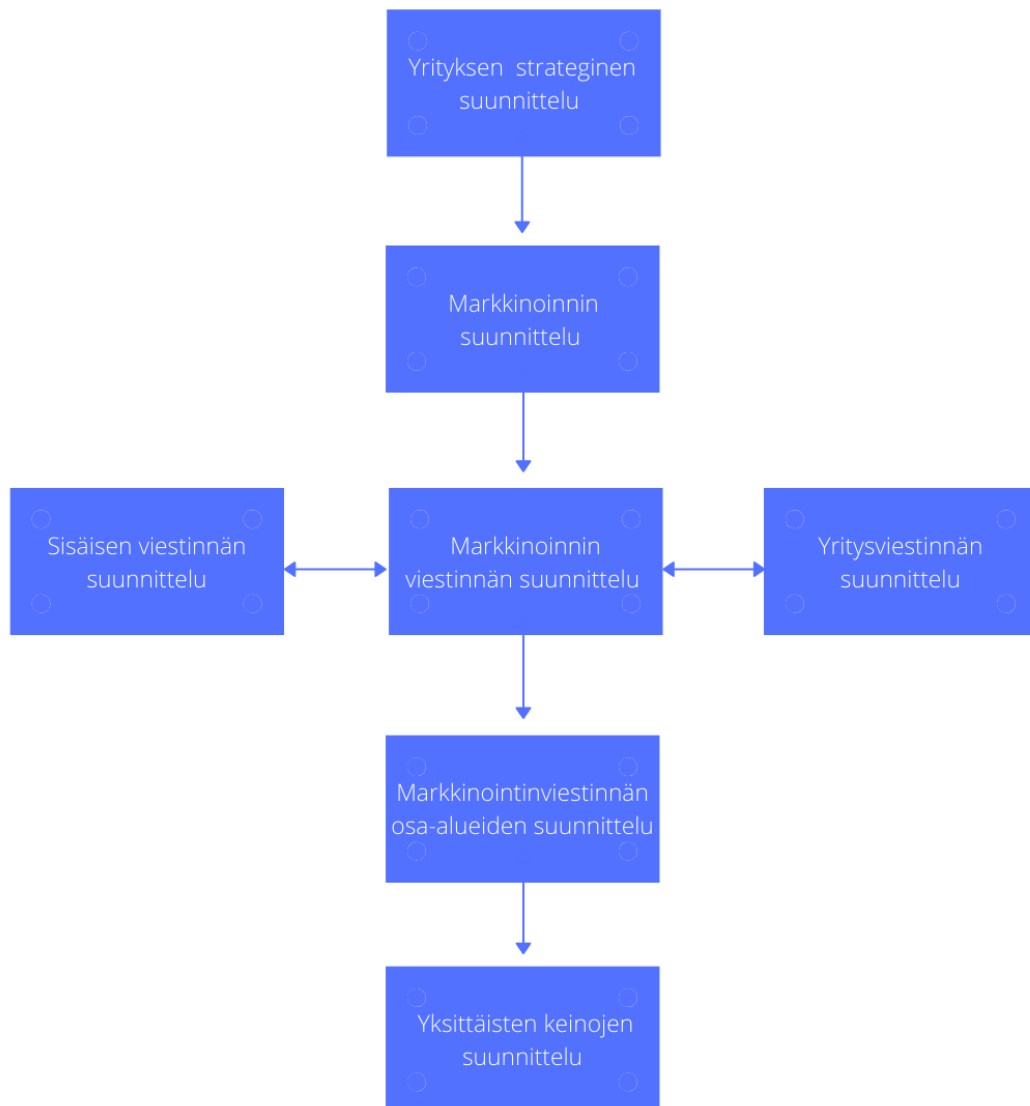 Yrityksen strateginen
suunnittelu
Markkinoinnin
suunnittelu
Sisäisen viestinnän
suunnittelu
Markkinoinnin
viestinnän suunnittelu
Yritysviestinnän
suunnittelu
Markkinointinviestinnän
osa-alueiden suunnittelu
Yksittäisten keinojen
suunnittelu